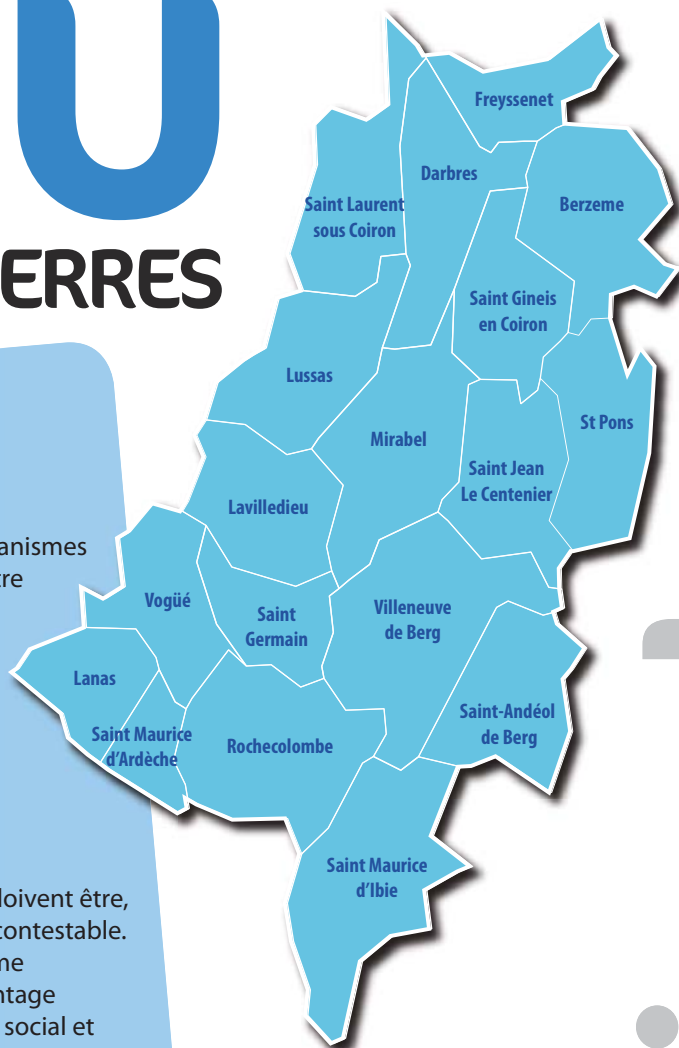 U
ERRES
anismes
tre
loivent être,
contestable.
me
ntage
social et
Freyssenet
Darbres
Saint Laurent
sous Coiron
Berzeme
Saint Gineis
en Coiron
Lussas
Mirabel
St Pons
Saint Jean
Le Centenier
Lavilledieu
Vogüé
Saint
Germain
Villeneuve
de Berg
Lanas
Saint-Andéol
de Berg
Saint Maurice
d'Ardèche
Rochecolombe
Saint Maurice
d'Ibie